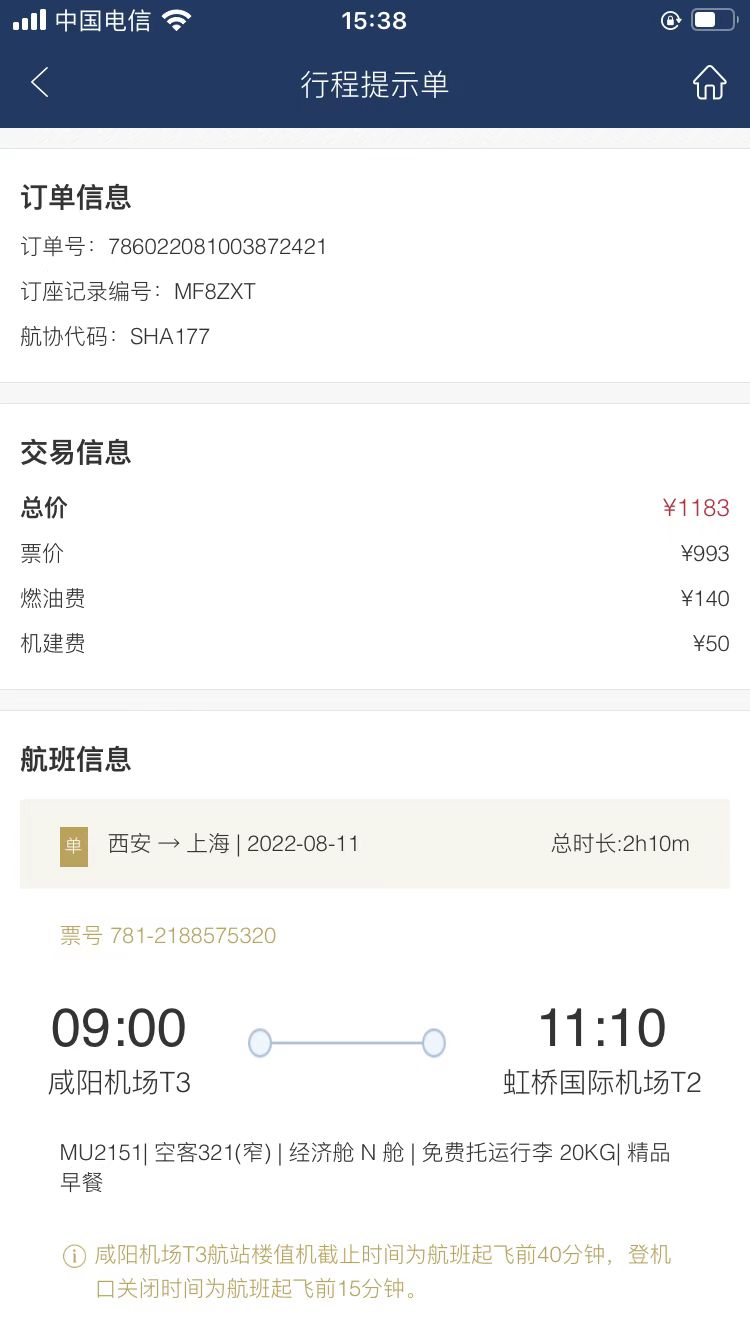 中国电信
15:38
行程提示单
订单信息
订单号：786022081003872421
订座记录编号：MF8ZXT
航协代码：SHA177
交易信息
总价 ¥1183
票价 ¥993
燃油费 ¥140
机建费 ¥50
航班信息
单 西安 → 上海 | 2022-08-11 总时长:2h10m
票号 781-2188575320
09:00 11:10
咸阳机场T3 虹桥国际机场T2
MU2151| 空客321(窄) | 经济舱 N 舱 | 免费托运行李 20KG| 精品
早餐
咸阳机场T3航站楼值机截止时间为航班起飞前40分钟，登机
口关闭时间为航班起飞前15分钟。